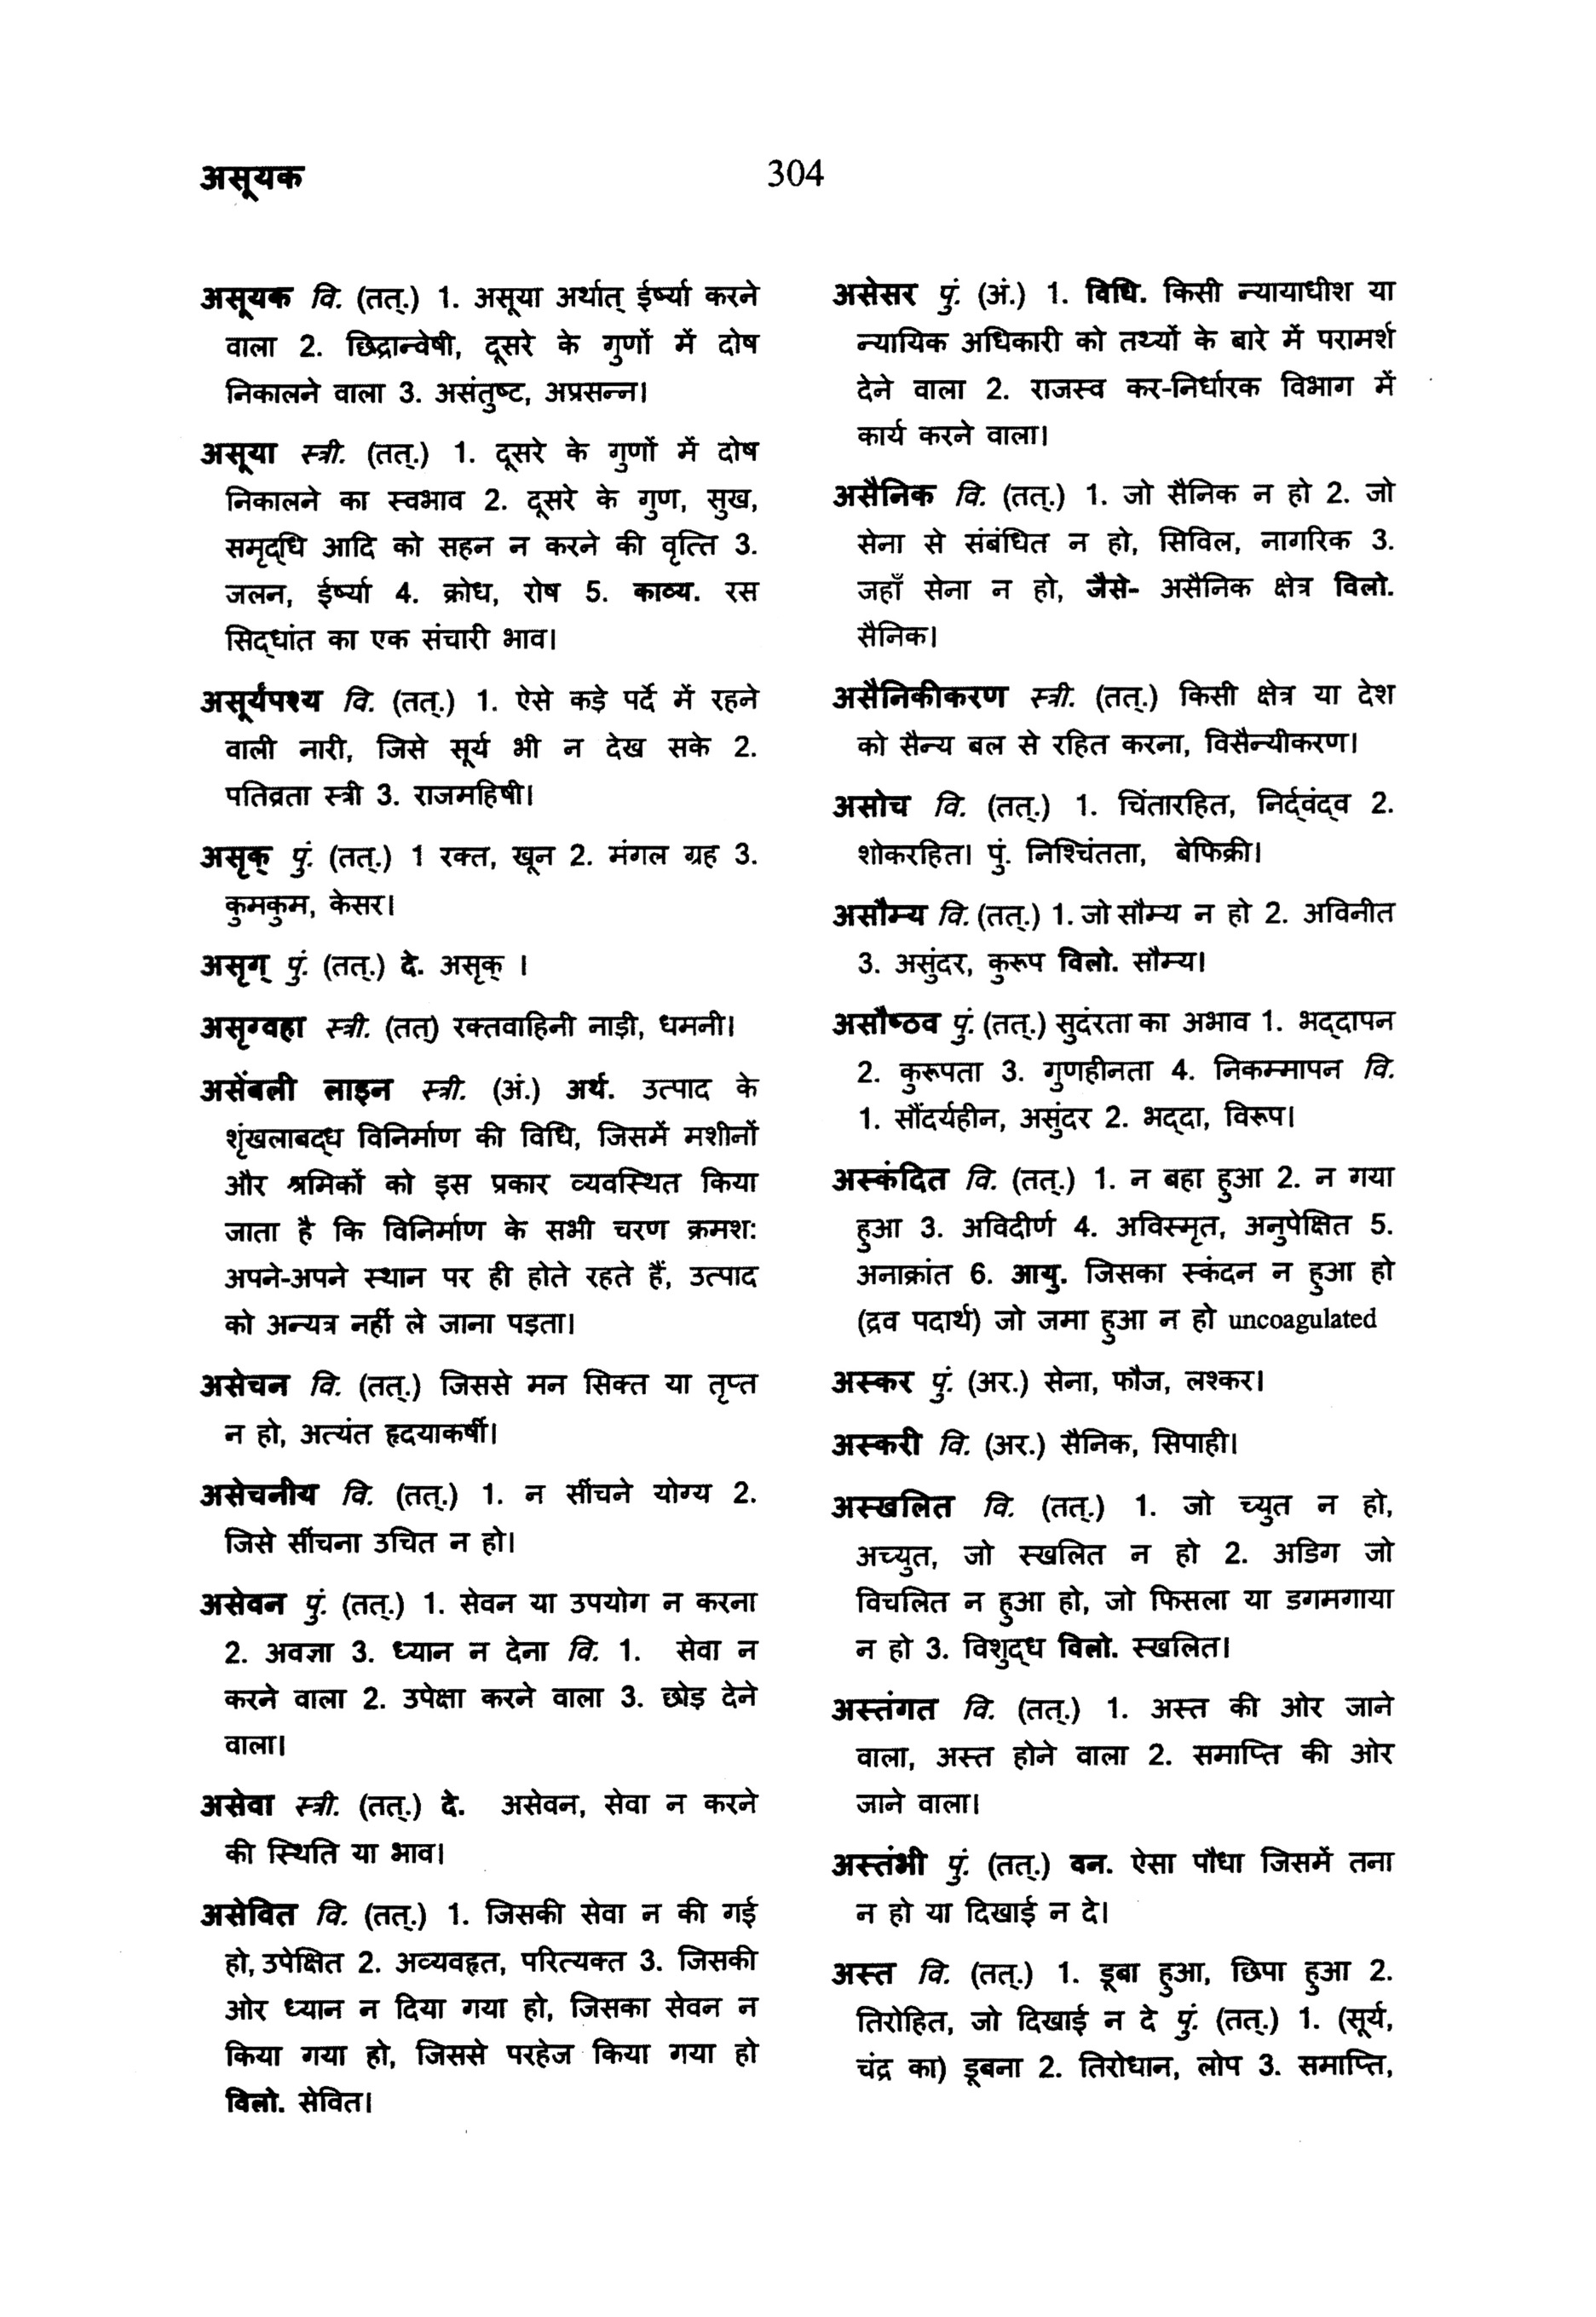 असूयक
304
असूयक वि. (तत्.) 1. असूया अर्थात् ईर्ष्या करने
वाला 2. छिद्रान्वेषी, दूसरे के गुणों में दोष
निकालने वाला 3. असंतुष्ट, अप्रसन्न।
असूया स्त्री. (तत्.) 1. दूसरे के गुणों में दोष
निकालने का स्वभाव 2. दूसरे के गुण, सुख,
समृद्‌धि आदि को सहन न करने की वृत्ति 3.
जलन, ईर्ष्या 4. क्रोध, रोष 5. काव्य. रस
सिद्‌धांत का एक संचारी भाव।
असूर्यंपश्य वि. (तत्.) 1. ऐसे कड़े पर्दे में रहने
वाली नारी, जिसे सूर्य भी न देख सके 2.
पतिव्रता स्त्री 3. राजमहिषी।
असृक् पुं. (तत्.) 1 रक्त, खून 2. मंगल ग्रह 3.
कुमकुम, केसर।
असृग् पुं. (तत्.) दे. असृक् ।
असृग्वहा स्त्री. (तत्) रक्तवाहिनी नाड़ी, धमनी।
असेंबली लाइन स्त्री. (अं.) अर्थ. उत्पाद के
शृंखलाबद्‌ध विनिर्माण की विधि, जिसमें मशीनों
और श्रमिकों को इस प्रकार व्यवस्थित किया
जाता है कि विनिर्माण के सभी चरण क्रमश:
अपने-अपने स्थान पर ही होते रहते हैं, उत्पाद
को अन्यत्र नहीं ले जाना पड़ता।
असेचन वि. (तत्.) जिससे मन सिक्त या तृप्त
न हो, अत्यंत हृदयाकर्षी।
असेचनीय वि. (तत्.) 1. न सींचने योग्य 2.
जिसे सींचना उचित न हो।
असेवन पुं. (तत्.) 1. सेवन या उपयोग न करना
2. अवज्ञा 3. ध्यान न देना वि. 1. सेवा न
करने वाला 2. उपेक्षा करने वाला 3. छोड़ देने
वाला।
असेवा स्त्री. (तत्.) दे. असेवन, सेवा न करने
की स्थिति या भाव।
असेवित वि. (तत्.) 1. जिसकी सेवा न की गई
हो, उपेक्षित 2. अव्यवहृत, परित्यक्त 3. जिसकी
ओर ध्यान न दिया गया हो, जिसका सेवन न
किया गया हो, जिससे परहेज किया गया हो
विलो. सेवित।
असेसर पुं. (अं.) 1. विधि. किसी न्यायाधीश या
न्यायिक अधिकारी को तथ्यों के बारे में परामर्श
देने वाला 2. राजस्व कर-निर्धारक विभाग में
कार्य करने वाला।
असैनिक वि. (तत्.) 1. जो सैनिक न हो 2. जो
सेना से संबंधित न हो, सिविल, नागरिक 3.
जहाँ सेना न हो, जैसे- असैनिक क्षेत्र विलो.
सैनिक।
असैनिकीकरण स्त्री. (तत्.) किसी क्षेत्र या देश
को सैन्य बल से रहित करना, विसैन्यीकरण।
असोच वि. (तत्.) 1. चिंतारहित, निर्द्‌वंद्‌व 2.
शोकरहित। पुं. निश्चिंतता, बेफिक्री।
असौम्य वि. (तत्.) 1. जो सौम्य न हो 2. अविनीत
3. असुंदर, कुरूप विलो. सौम्य।
असौष्ठव पुं. (तत्.) सुदंरता का अभाव 1. भद्‌दापन
2. कुरूपता 3. गुणहीनता 4. निकम्मापन वि.
1. सौंदर्यहीन, असुंदर 2. भद्‌दा, विरूप।
अस्कंदित वि. (तत्.) 1. न बहा हुआ 2. न गया
हुआ 3. अविदीर्ण 4. अविस्मृत, अनुपेक्षित 5.
अनाक्रांत 6. आयु. जिसका स्कंदन न हुआ हो
(द्रव पदार्थ) जो जमा हुआ न हो uncoagulated
अस्कर पुं. (अर.) सेना, फौज, लश्कर।
अस्करी वि. (अर.) सैनिक, सिपाही।
अस्खलित वि. (तत्.) 1. जो च्युत न हो,
अच्युत, जो स्खलित न हो 2. अडिग जो
विचलित न हुआ हो, जो फिसला या डगमगाया
न हो 3. विशुद्‌ध विलो. स्खलित।
अस्तंगत वि. (तत्.) 1. अस्त की ओर जाने
वाला, अस्त होने वाला 2. समाप्ति की ओर
जाने वाला।
अस्तंभी पुं. (तत्.) वन. ऐसा पौधा जिसमें तना
न हो या दिखाई न दे।
अस्त वि. (तत्.) 1. डूबा हुआ, छिपा हुआ 2.
तिरोहित, जो दिखाई न दे पुं. (तत्.) 1. (सूर्य,
चंद्र का) डूबना 2. तिरोधान, लोप 3. समाप्ति,